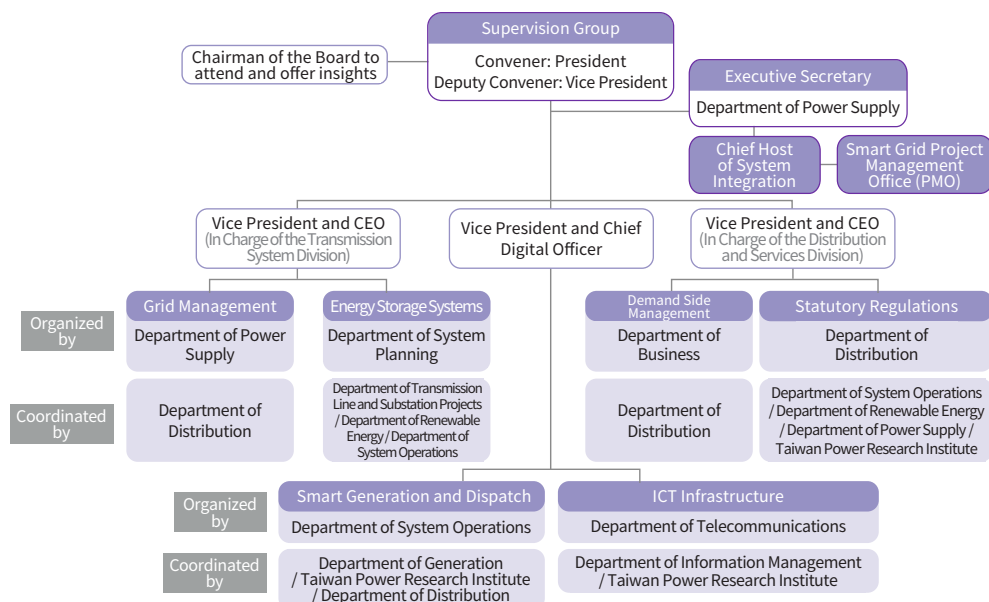 Supervision Group
Convener: President
Deputy Convener: Vice President
Chairman of the Board to
attend and offer insights
Executive Secretary
Department of Power Supply
Chief Host
of System
Integration
Smart Grid Project
Management
Office (PMO)
Vice President and CEO
(In Charge of the Transmission
System Division)
Vice President and Chief
Digital Officer
Vice President and CEO
(In Charge of the Distribution
and Services Division)
Organized
by
Grid Management
Department of Power
Supply
Energy Storage Systems
Department of System
Planning
Demand Side
Management
Department of
Business
Statutory Regulations
Department of
Distribution
Coordinated
by
Department of
Distribution
Department of Transmission
Line and Substation Projects
/ Department of Renewable
Energy/ Department of
System Operations
Department of
Distribution
Department of System Operations
/ Department of Renewable Energy
/ Department of Power Supply /
Taiwan Power Research Institute
Organized
by
Smart Generation and Dispatch
Department of System Operations
ICT Infrastructure
Department of Telecommunications
Coordinated
by
Department of Generation
/ Taiwan Power Research Institute
/ Department of Distribution
Department of Information Management
/ Taiwan Power Research Institute